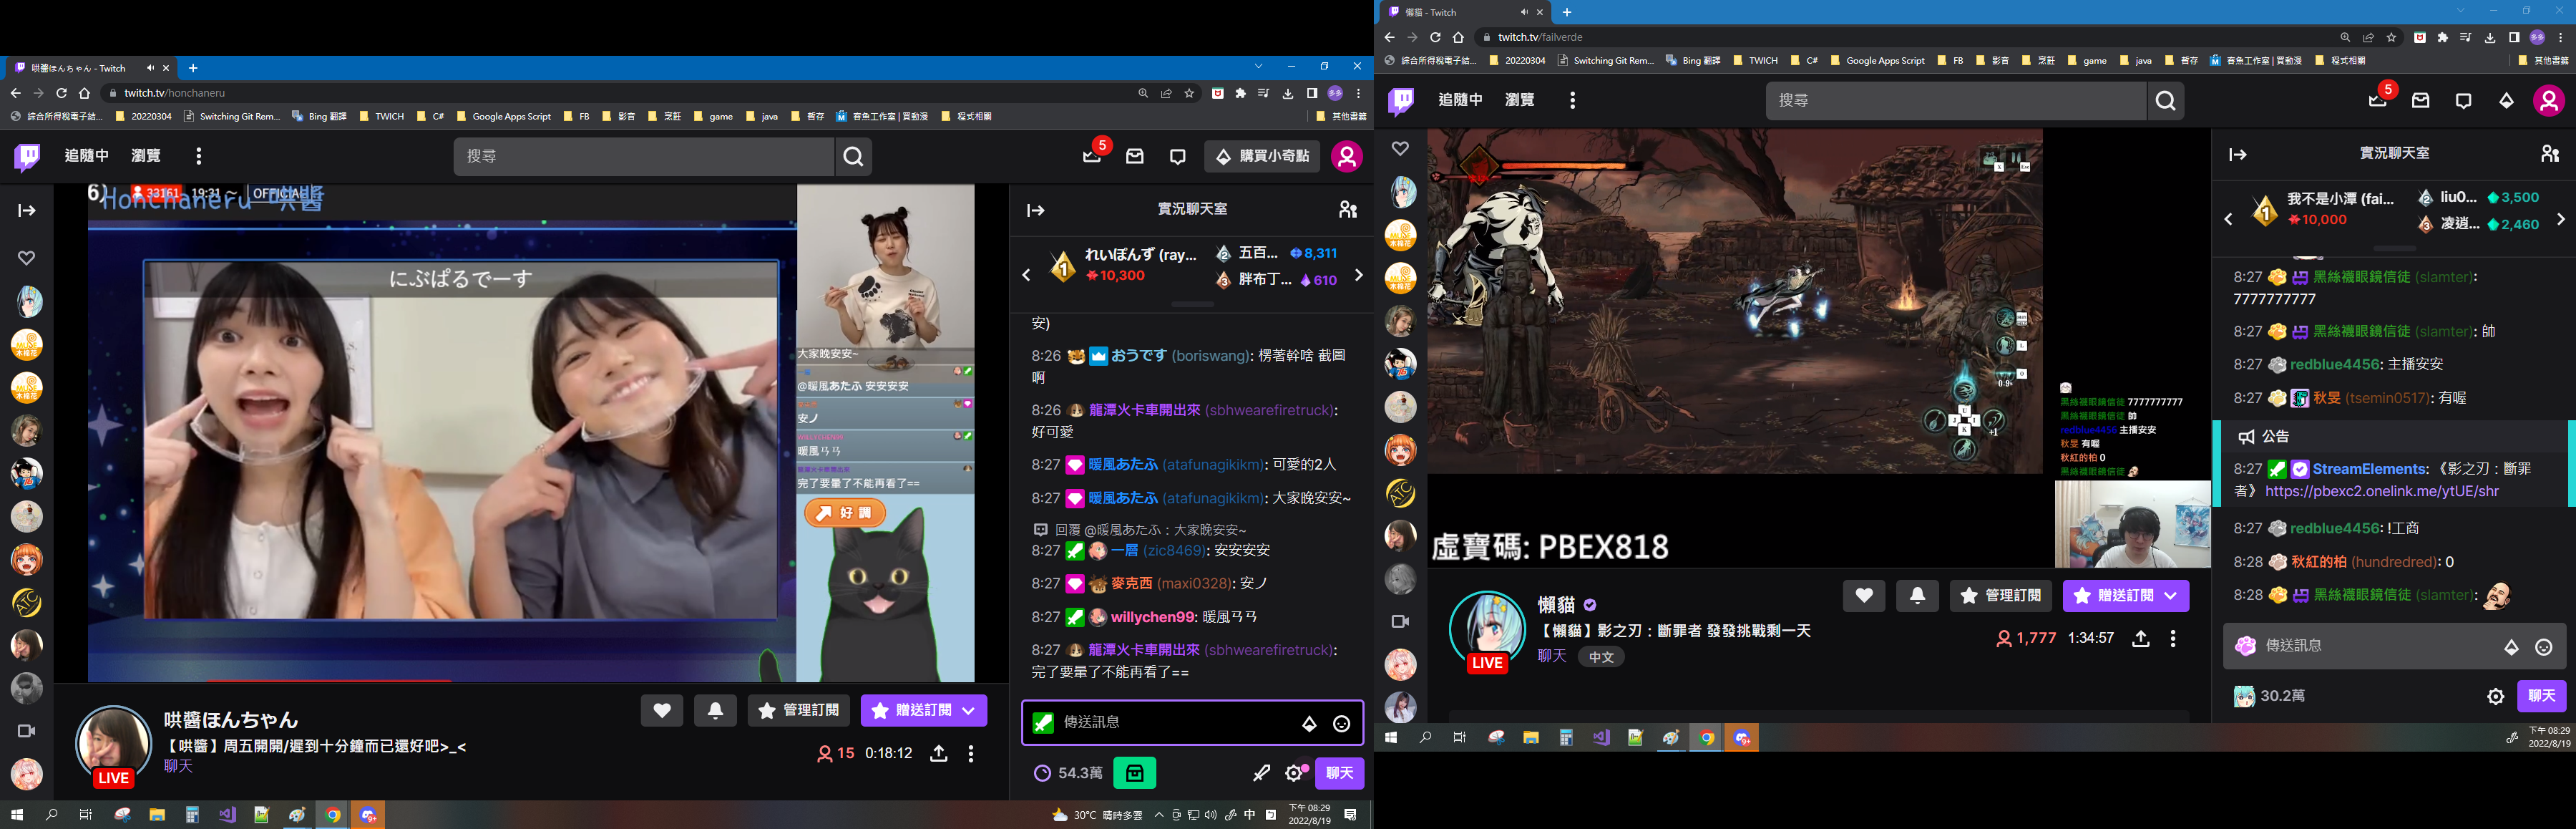 哄醬ほんちゃん - Twitch
twitch.tv/honchaneru
綜合所得稅電子結... 20220304 Switching Git Rem... Bing 翻譯 TWICH C# Google Apps Script FB 影音 烹飪 game java 暫存 春魚工作室 | 買動漫 程式相關 其他書籤
追隨中 瀏覽 搜尋 5 購買小奇點
33161 19:31 ～ OFFICIAL
Honchaneru 哄醬
にぶぱるでーす
大家晚安安~
@暖風あたふ 安安安安
安ノ
暖風ㄢㄢ
龍潭火卡車開出來
完了要暈了不能再看了==
好調
實況聊天室
1 れいぽんず (ray... 10,300
2 五百... 8,311
3 胖布丁... 610
安)
8:26 おうです (boriswang): 楞著幹啥 截圖
啊
8:26 龍潭火卡車開出來 (sbhwearefiretruck):
好可愛
8:27 暖風あたふ (atafunagikikm): 可愛的2人
8:27 暖風あたふ (atafunagikikm): 大家晚安安~
回覆 @暖風あたふ：大家晚安安~
8:27 一層 (zic8469): 安安安安
8:27 麥克西 (maxi0328): 安ノ
8:27 willychen99: 暖風ㄢㄢ
8:27 龍潭火卡車開出來 (sbhwearefiretruck):
完了要暈了不能再看了==
傳送訊息
54.3萬 聊天
管理訂閱 贈送訂閱
哄醬ほんちゃん
【哄醬】周五開開/遲到十分鐘而已還好吧>_<
聊天
LIVE
15 0:18:12
30°C 晴時多雲 中 下午 08:29
2022/8/19
懶貓 - Twitch
twitch.tv/failverde
綜合所得稅電子結... 20220304 Switching Git Rem... Bing 翻譯 TWICH C# Google Apps Script FB 影音 烹飪 game java 暫存 春魚工作室 | 買動漫 程式相關 其他書籤
追隨中 瀏覽 搜尋 5
0.9s
+1
黑絲襪眼鏡信徒 7777777777
黑絲襪眼鏡信徒 帥
redblue4456 主播安安
秋旻 有喔
秋紅的柏 0
黑絲襪眼鏡信徒
虛寶碼: PBEX818
懶貓
【懶貓】影之刃：斷罪者 發發挑戰剩一天
聊天 中文
LIVE
管理訂閱 贈送訂閱
1,777 1:34:57
實況聊天室
1 我不是小潭 (fai... 10,000
2 liu0... 3,500
3 凌逍... 2,460
8:27 黑絲襪眼鏡信徒 (slamter):
7777777777
8:27 黑絲襪眼鏡信徒 (slamter): 帥
8:27 redblue4456: 主播安安
8:27 秋旻 (tsemin0517): 有喔
公告
8:27 StreamElements: 《影之刃：斷罪
者》 https://pbexc2.onelink.me/ytUE/shr
8:27 redblue4456: !工商
8:28 秋紅的柏 (hundredred): 0
8:28 黑絲襪眼鏡信徒 (slamter):
傳送訊息
30.2萬 聊天
下午 08:29
2022/8/19